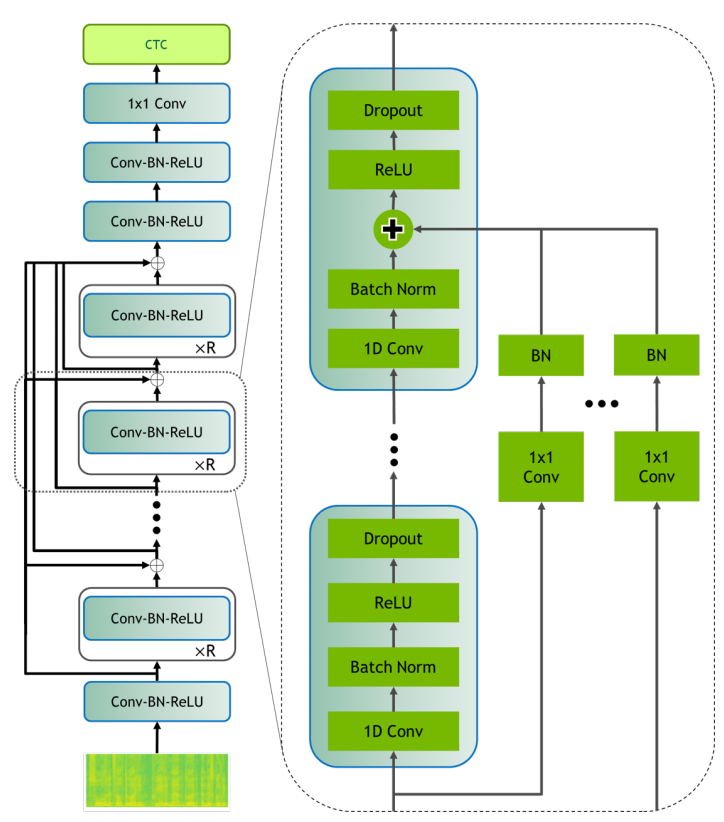 CTC
1x1 Conv
Conv-BN-ReLU
Conv-BN-ReLU
Conv-BN-ReLU
×R
Conv-BN-ReLU
×R
Conv-BN-ReLU
×R
Conv-BN-ReLU
Dropout
ReLU
Batch Norm
1D Conv
Dropout
ReLU
Batch Norm
1D Conv
BN
BN
1x1
Conv
1x1
Conv